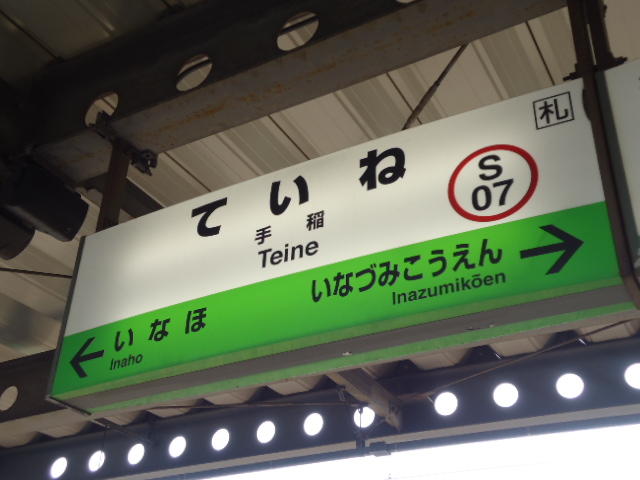 札
ていね
手稲
Teine
S
07
いなづみこうえん
Inazumikōen
いなほ
Inaho